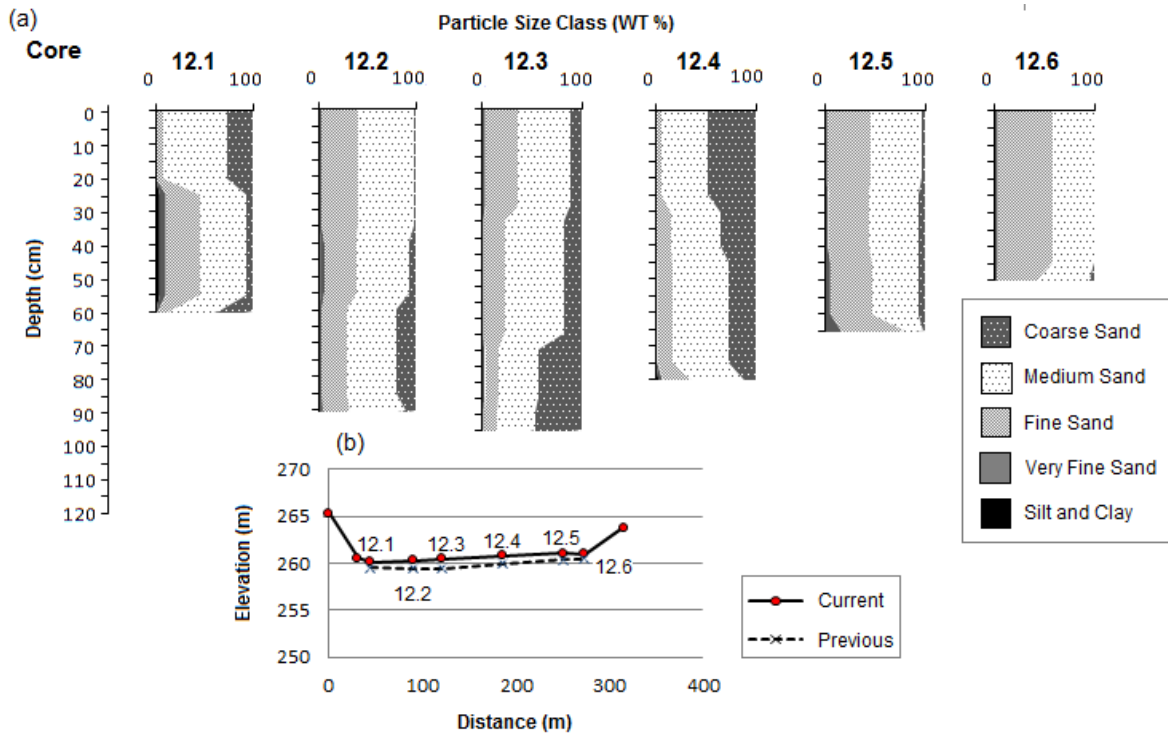 (a)
Particle Size Class (WT %)
Core
12.1 12.2 12.3 12.4 12.5 12.6
0 100 0 100 0 100 0 100 0 100 0 100
Depth (cm)
0
10
20
30
40
50
60
70
80
90
100
110
120
Coarse Sand
Medium Sand
Fine Sand
Very Fine Sand
Silt and Clay
(b)
Elevation (m)
270
265
260
255
250
12.1 12.3 12.4 12.5
12.2 12.6
0 100 200 300 400
Distance (m)
Current
Previous